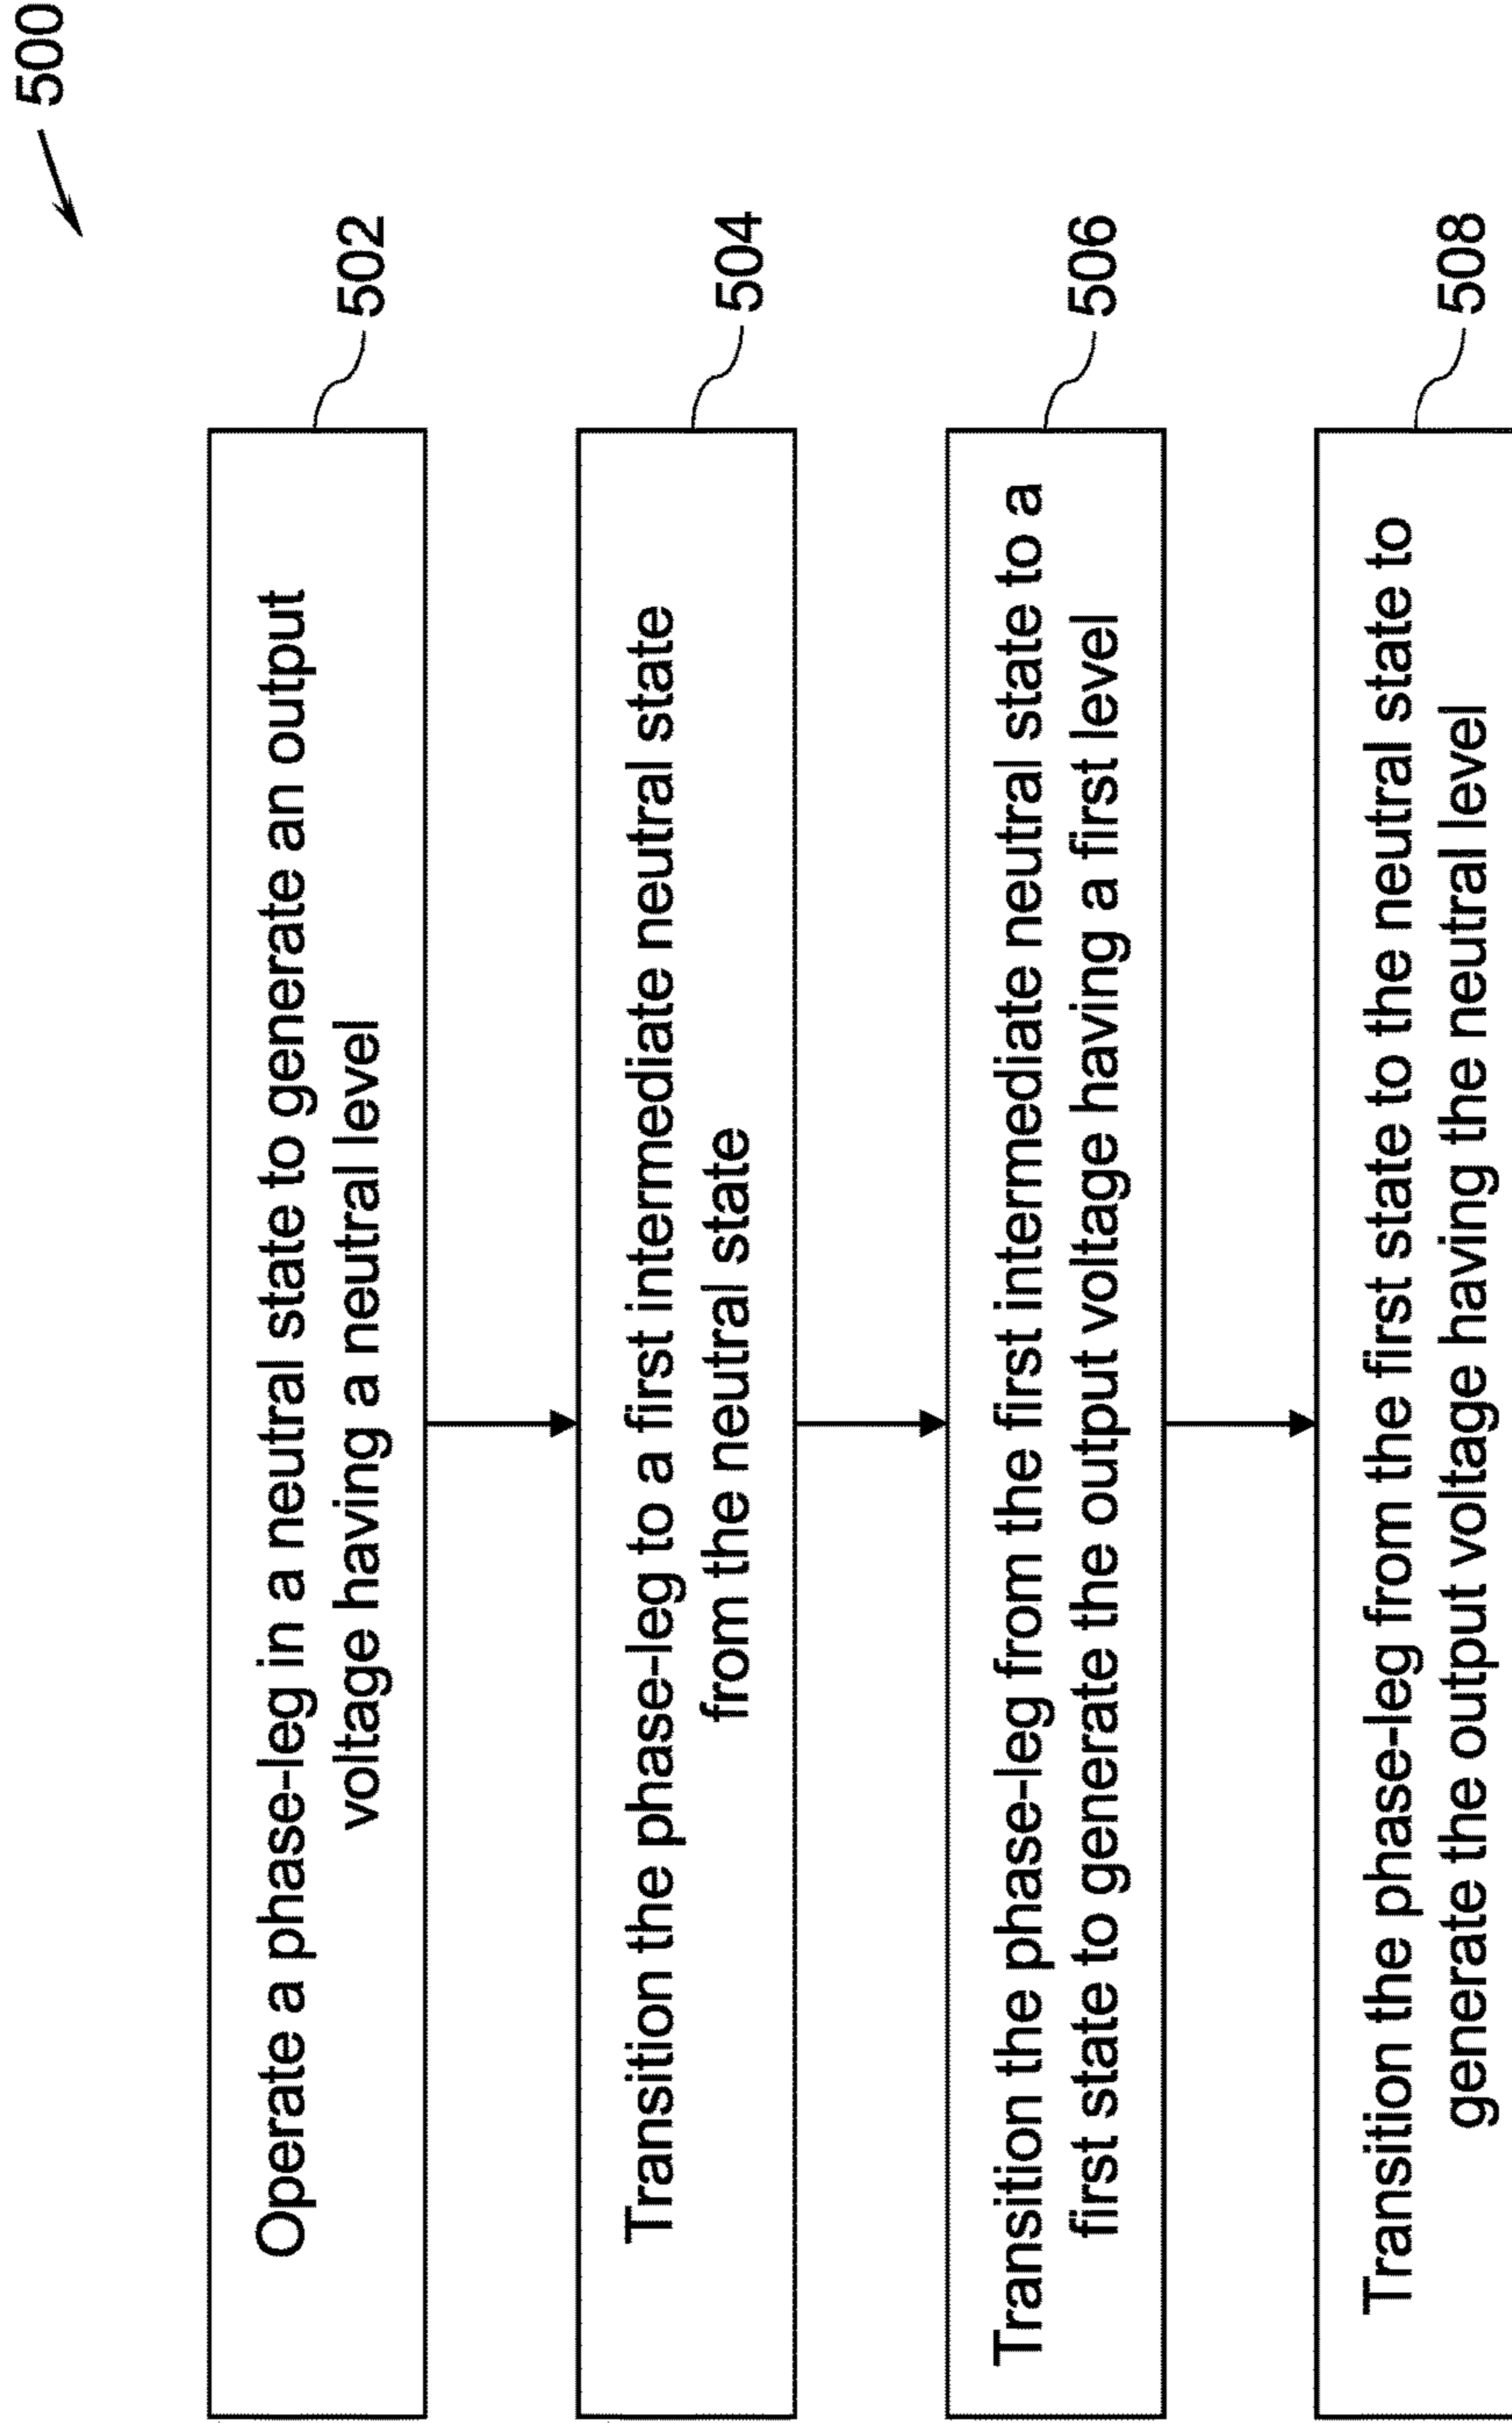 500
Operate a phase-leg in a neutral state to generate an output
voltage having a neutral level
502
Transition the phase-leg to a first intermediate neutral state
from the neutral state
504
Transition the phase-leg from the first intermediate neutral state to a
first state to generate the output voltage having a first level
506
Transition the phase-leg from the first state to the neutral state to
generate the output voltage having the neutral level
508